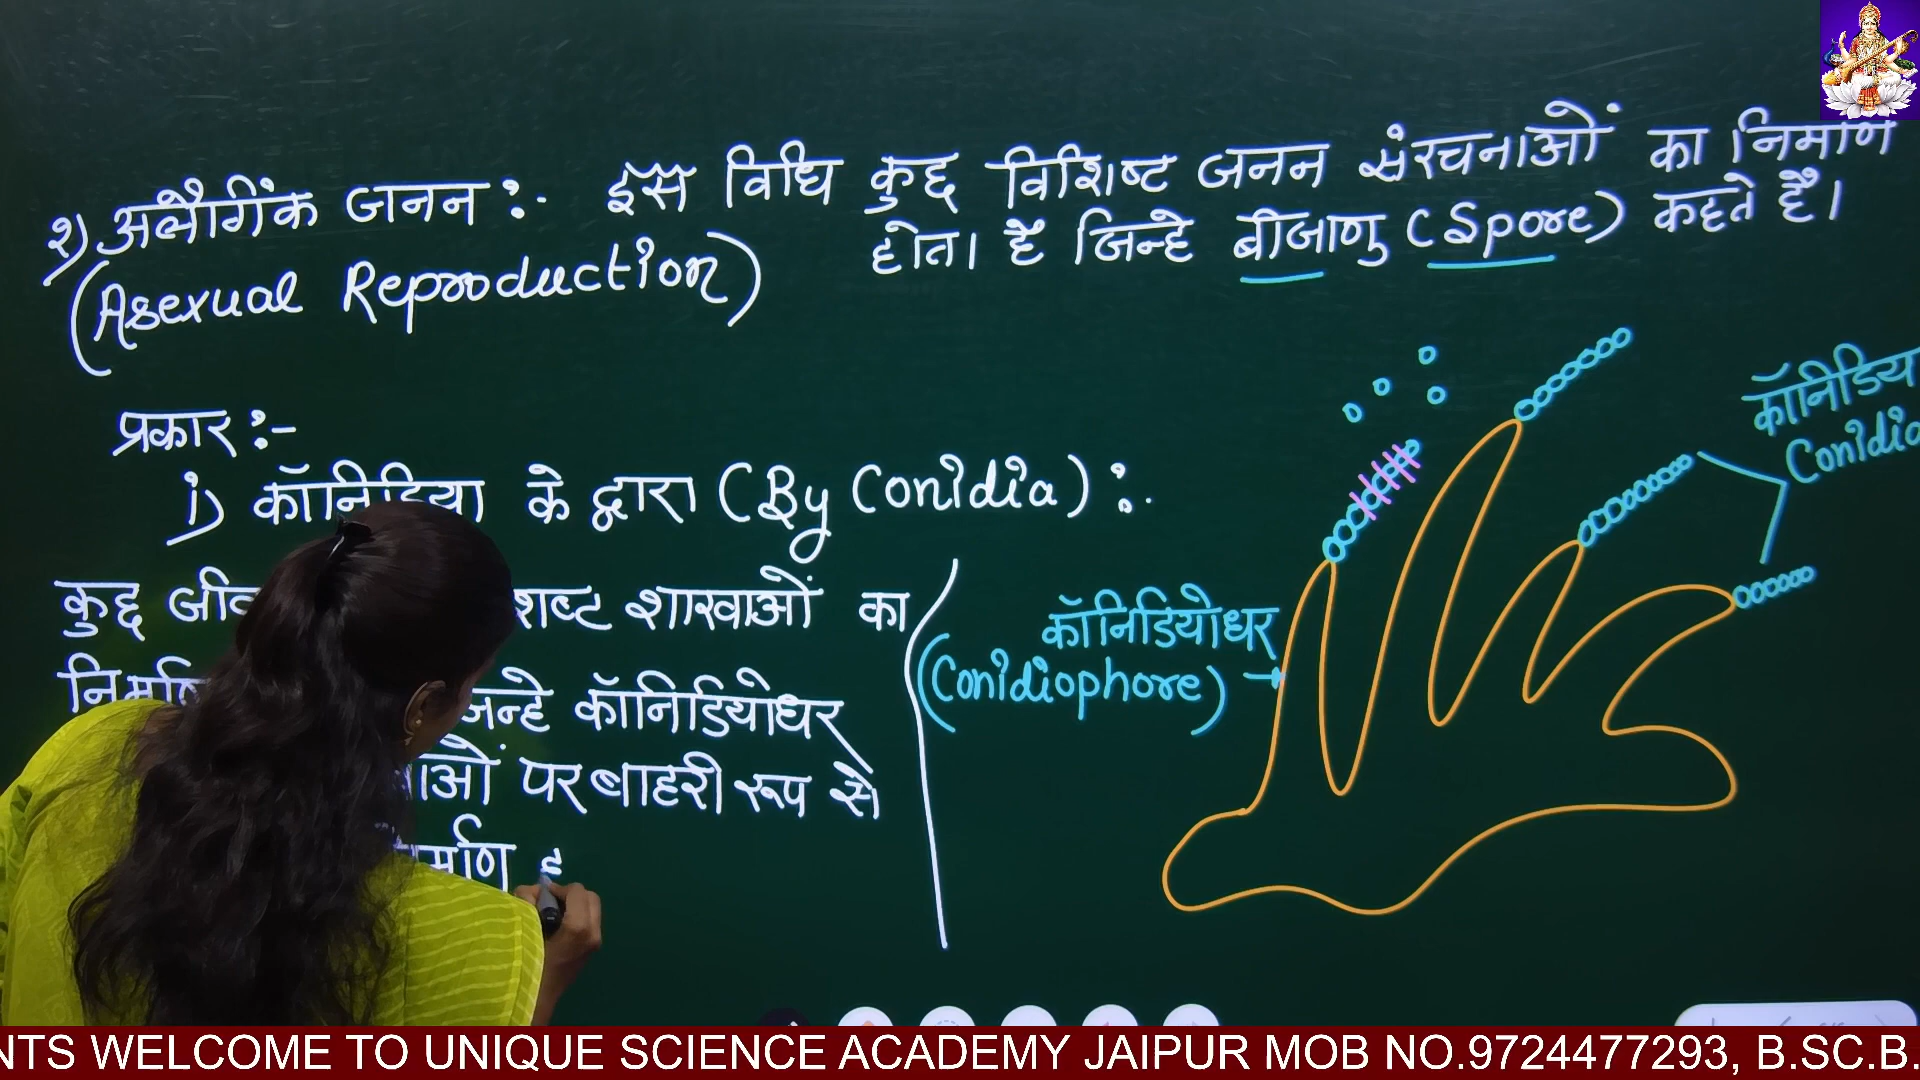 २) अलैगींक जनन :- इस विधि कुद्द विशिष्ट जनन संरचनाओं का निर्माण
(Asexual Reproduction) होता हैं जिन्हे बीजाणु (Spore) कहते हैं।
प्रकार :-
i) कॉनिडिया के द्वारा (By Conidia) :-
कुद्द शाखाओं का
जिन्हे कॉनिडियोधर
पर बाहरी रूप से
निर्माण
कॉनिडियोधर
(Conidiophore) →
कॉनिडिय
Conidia
NTS WELCOME TO UNIQUE SCIENCE ACADEMY JAIPUR MOB NO.9724477293, B.SC.B.